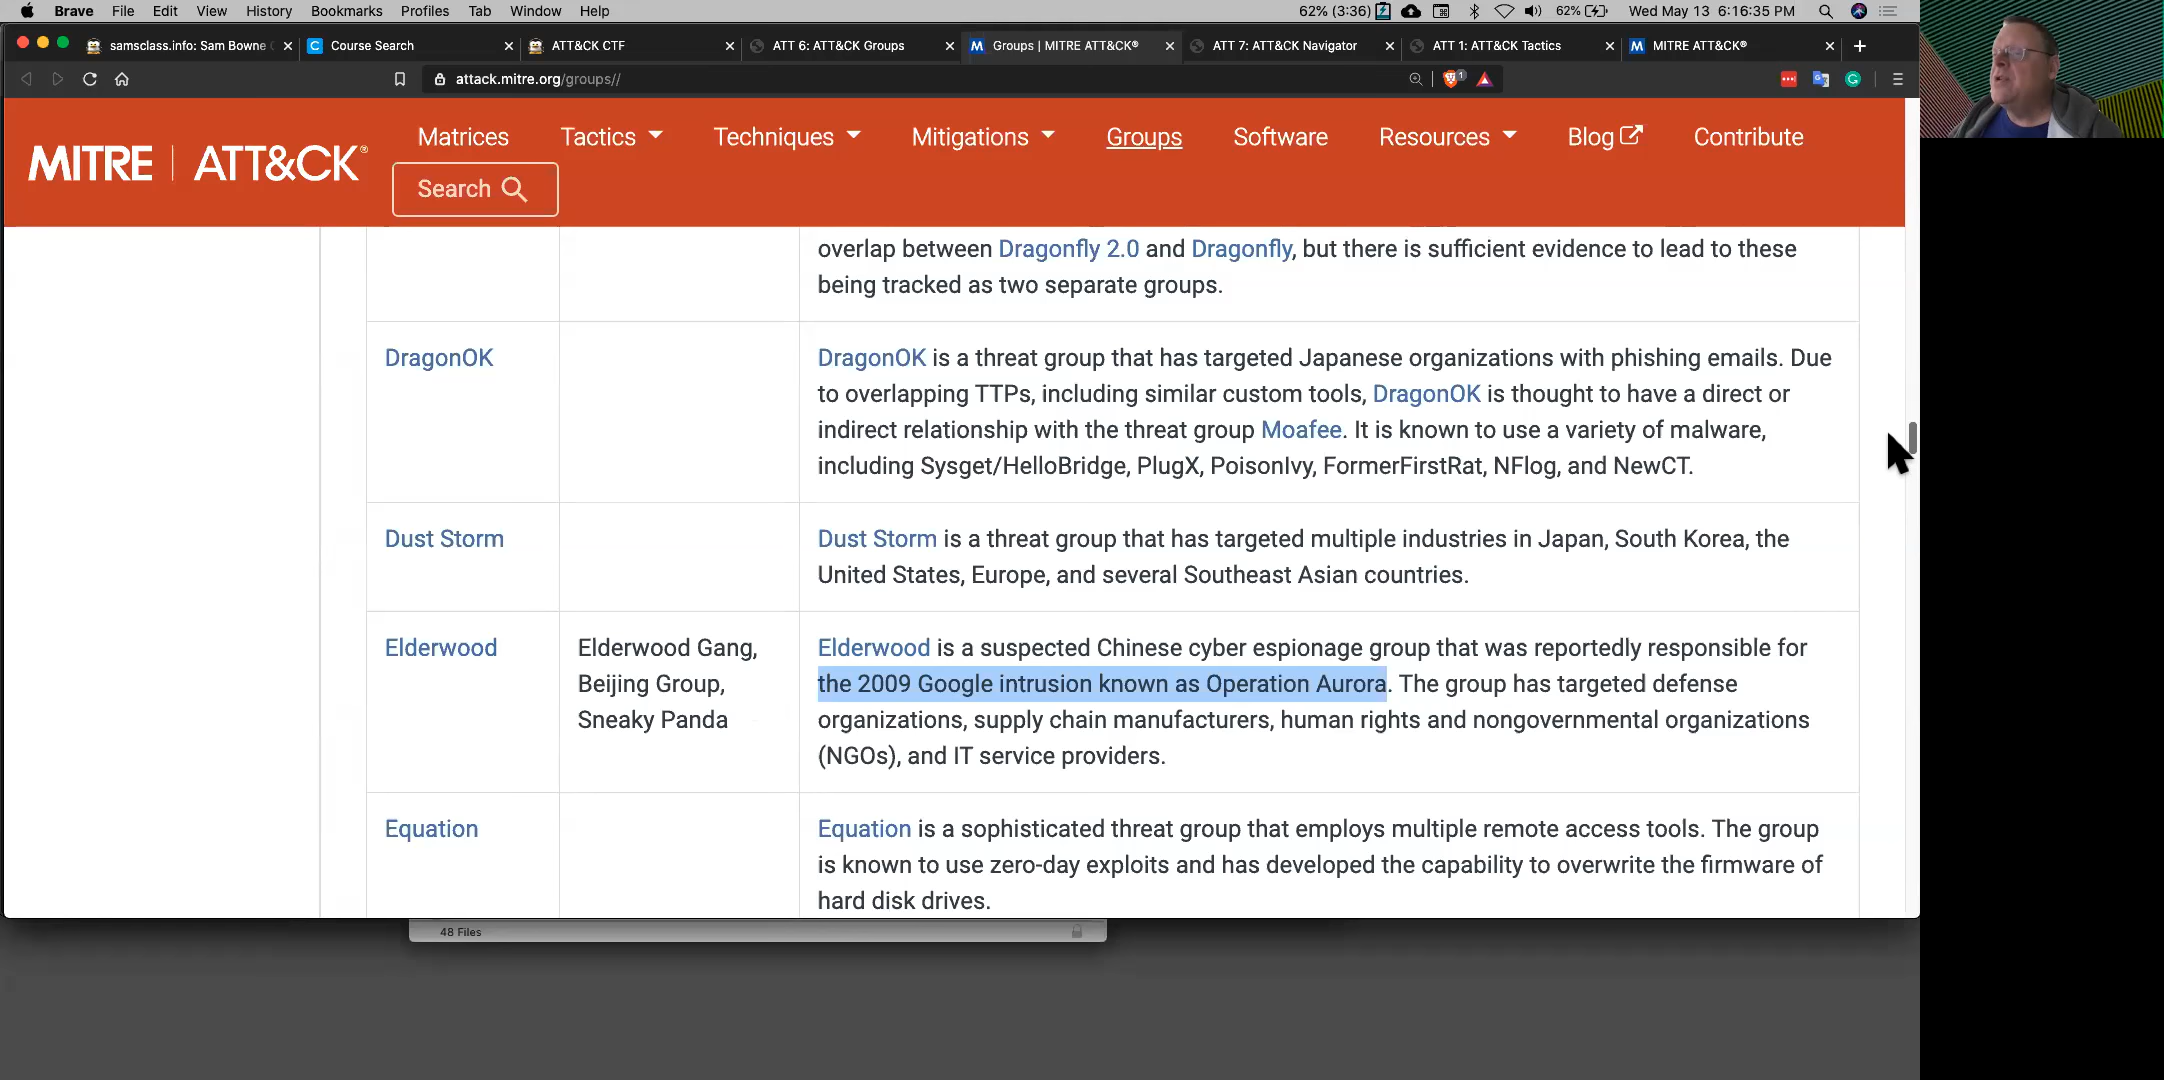 Brave File Edit View History Bookmarks Profiles Tab Window Help 62% (3:36) 62% Wed May 13 6:16:35 PM
samsclass.info: Sam Bowne Course Search ATT&CK CTF ATT 6: ATT&CK Groups Groups | MITRE ATT&CK® ATT 7: ATT&CK Navigator ATT 1: ATT&CK Tactics MITRE ATT&CK®
attack.mitre.org/groups//
MITRE | ATT&CK®
Matrices Tactics Techniques Mitigations Groups Software Resources Blog Contribute
Search
overlap between Dragonfly 2.0 and Dragonfly, but there is sufficient evidence to lead to these
being tracked as two separate groups.
DragonOK
DragonOK is a threat group that has targeted Japanese organizations with phishing emails. Due
to overlapping TTPs, including similar custom tools, DragonOK is thought to have a direct or
indirect relationship with the threat group Moafee. It is known to use a variety of malware,
including Sysget/HelloBridge, PlugX, PoisonIvy, FormerFirstRat, NFlog, and NewCT.
Dust Storm
Dust Storm is a threat group that has targeted multiple industries in Japan, South Korea, the
United States, Europe, and several Southeast Asian countries.
Elderwood
Elderwood Gang,
Beijing Group,
Sneaky Panda
Elderwood is a suspected Chinese cyber espionage group that was reportedly responsible for
the 2009 Google intrusion known as Operation Aurora. The group has targeted defense
organizations, supply chain manufacturers, human rights and nongovernmental organizations
(NGOs), and IT service providers.
Equation
Equation is a sophisticated threat group that employs multiple remote access tools. The group
is known to use zero-day exploits and has developed the capability to overwrite the firmware of
hard disk drives.
48 Files